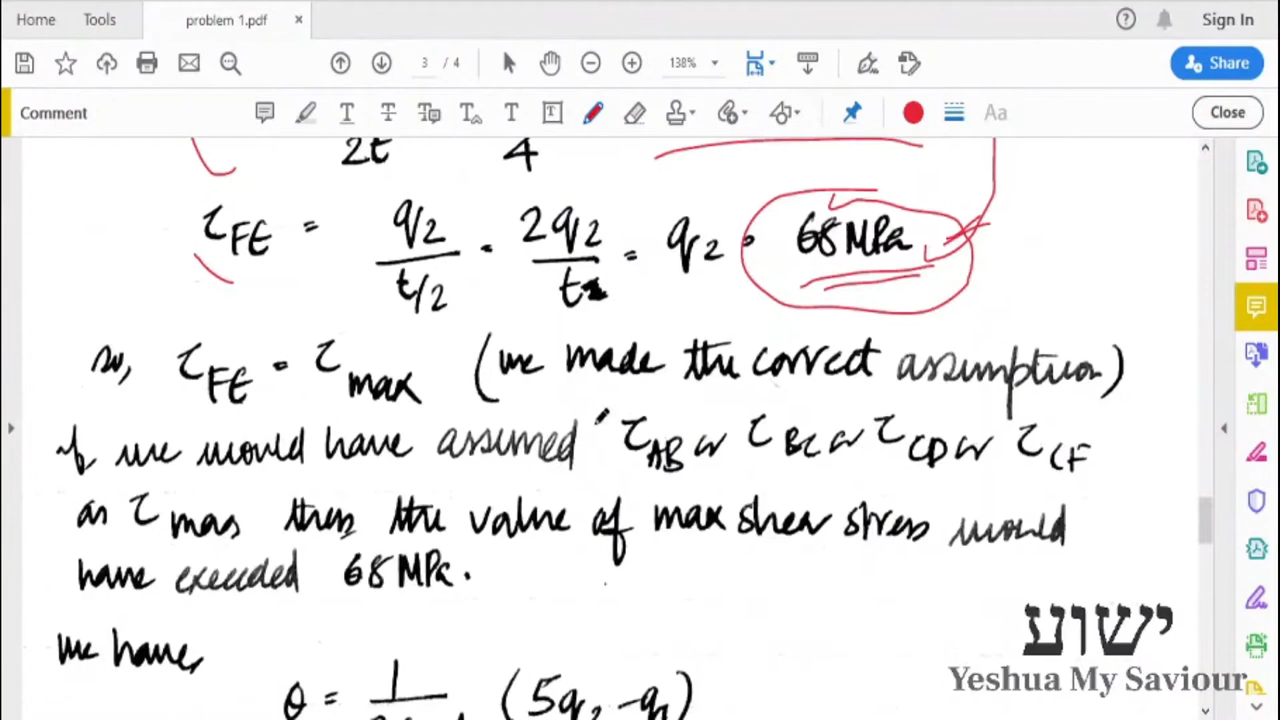 Home Tools problem 1.pdf × Sign In
3 / 4 138% Share
Comment Aa Close
2t 4
τFE = q2 / t/2 = 2q2 / t = q2 = 68 MPa
so, τFE = τmax (we made the correct assumption)
if we would have assumed τAB or τBC or τCD or τCF
as τmax then the value of max shear stress would
have exceeded 68 MPa.
we have,
θ = 1 (5q2 - q1)
ישוע
Yeshua My Saviour